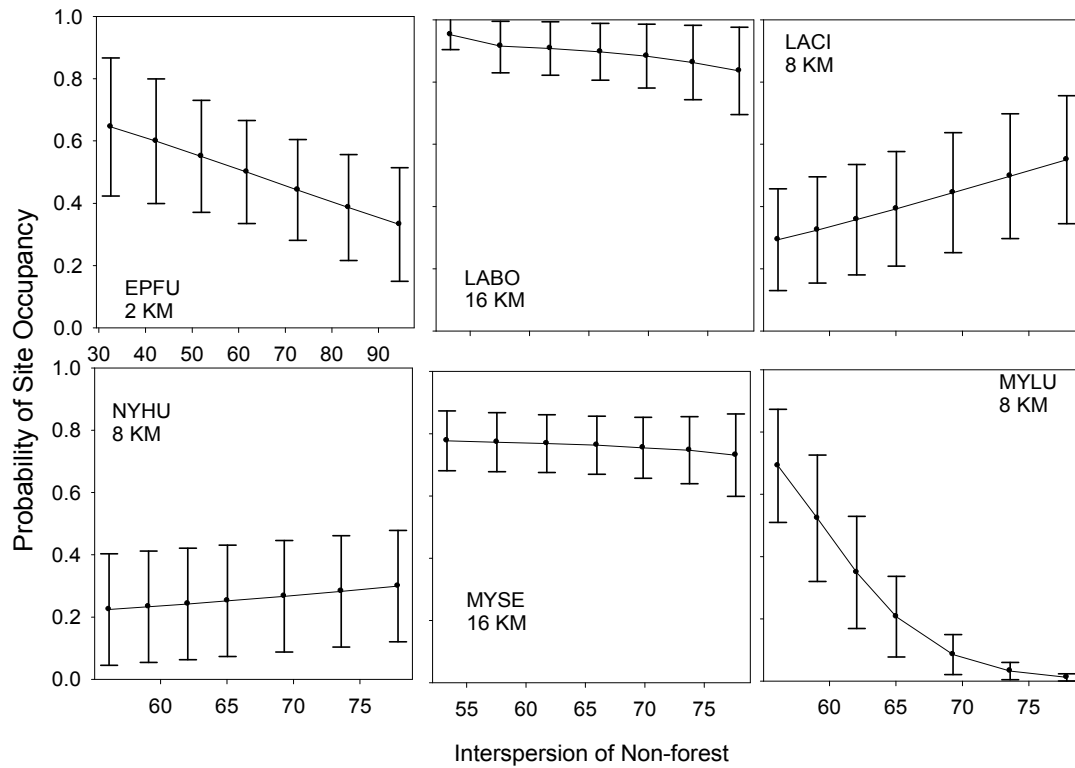 Probability of Site Occupancy
1.0
0.8
0.6
0.4
0.2
0.0
EPFU
2 KM
30 40 50 60 70 80 90
LABO
16 KM
LACI
8 KM
1.0
0.8
0.6
0.4
0.2
0.0
NYHU
8 KM
60 65 70 75
MYSE
16 KM
55 60 65 70 75
MYLU
8 KM
60 65 70 75
Interspersion of Non-forest